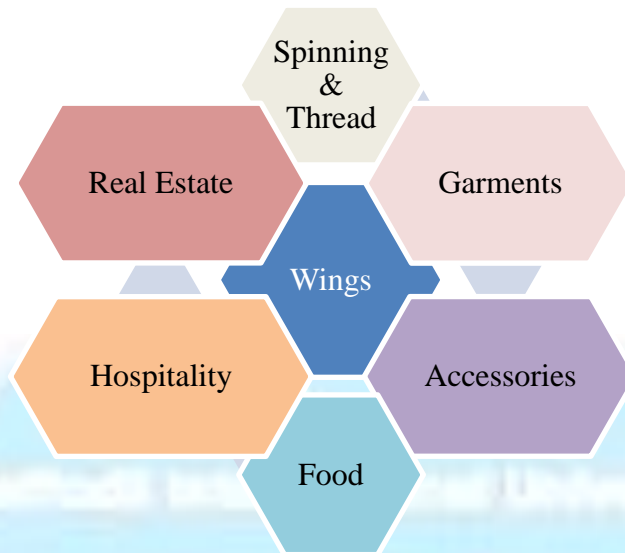 Spinning
&
Thread
Real Estate
Garments
Wings
Hospitality
Accessories
Food